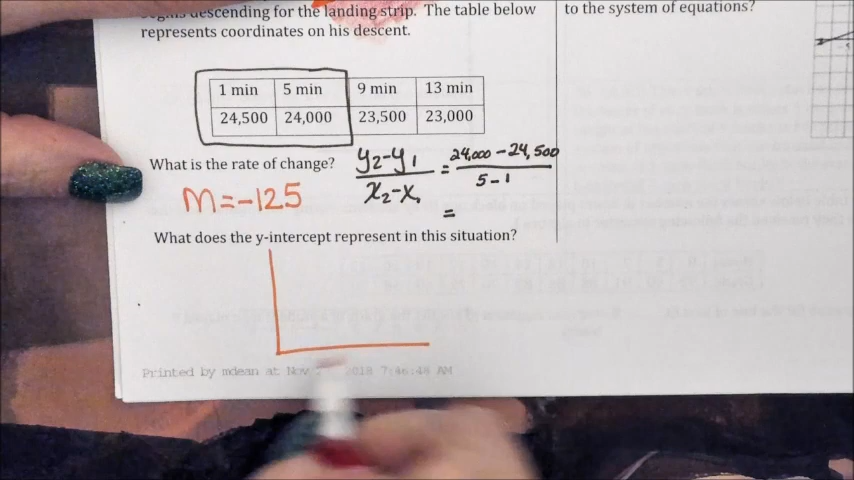 descending for the landing strip. The table below
represents coordinates on his descent.
to the system of equations?
1 min 5 min 9 min 13 min
24,500 24,000 23,500 23,000
What is the rate of change?
y₂-y₁ / x₂-x₁ = 24,000 - 24,500 / 5-1
m=-125
=
What does the y-intercept represent in this situation?
Printed by mdean at Nov 2018 7:46:48 AM